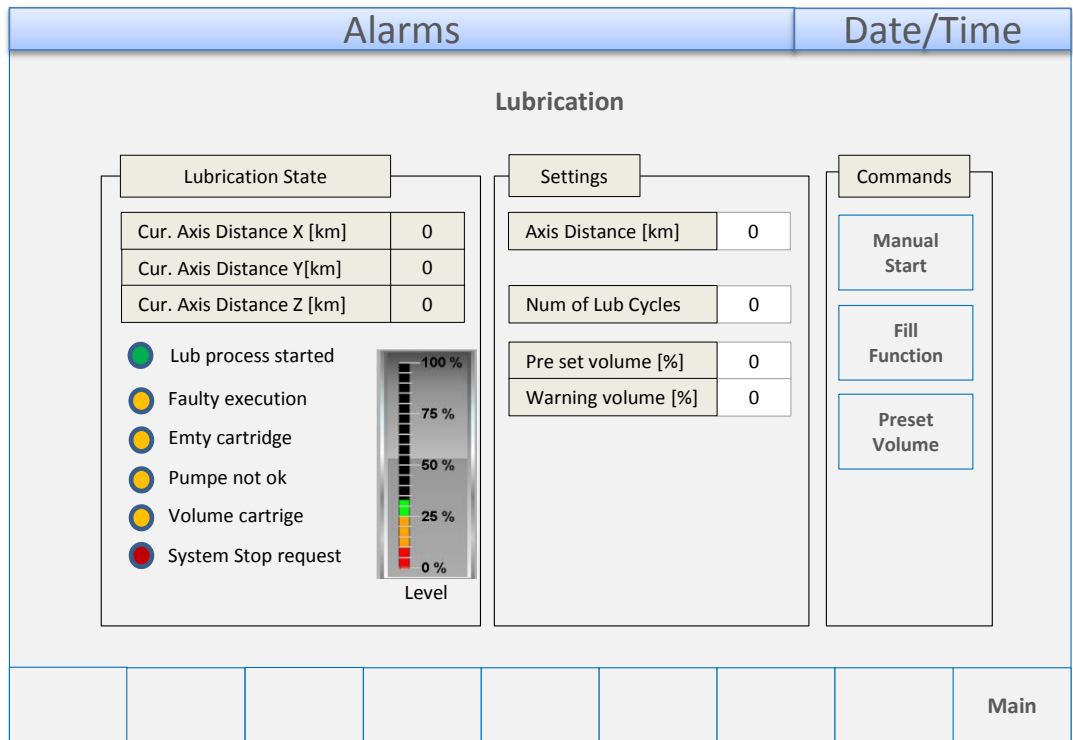 Alarms
Date/Time
Lubrication
Lubrication State
Cur. Axis Distance X [km] 0
Cur. Axis Distance Y[km] 0
Cur. Axis Distance Z [km] 0
Lub process started
Faulty execution
Emty cartridge
Pumpe not ok
Volume cartrige
System Stop request
100 %
75 %
50 %
25 %
0 %
Level
Settings
Axis Distance [km] 0
Num of Lub Cycles 0
Pre set volume [%] 0
Warning volume [%] 0
Commands
Manual
Start
Fill
Function
Preset
Volume
Main